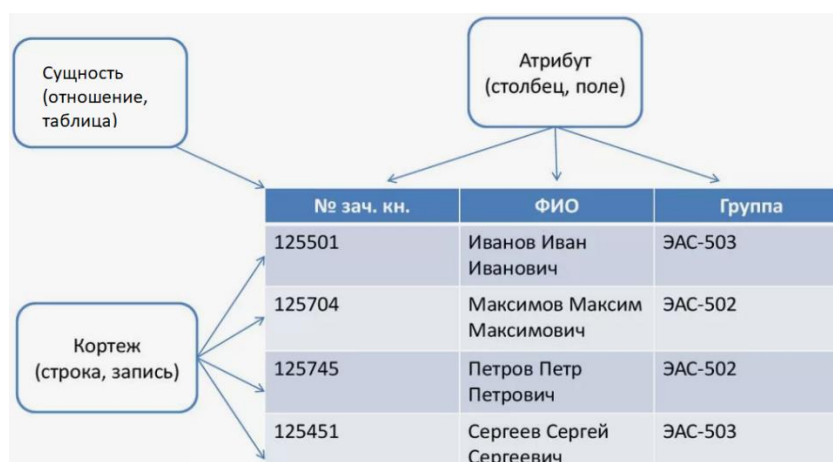 Сущность
(отношение,
таблица)
Атрибут
(столбец, поле)
№ зач. кн.
ФИО
Группа
125501
Иванов Иван
Иванович
ЭАС-503
125704
Максимов Максим
Максимович
ЭАС-502
125745
Петров Петр
Петрович
ЭАС-502
125451
Сергеев Сергей
Сергеевич
ЭАС-503
Кортеж
(строка, запись)